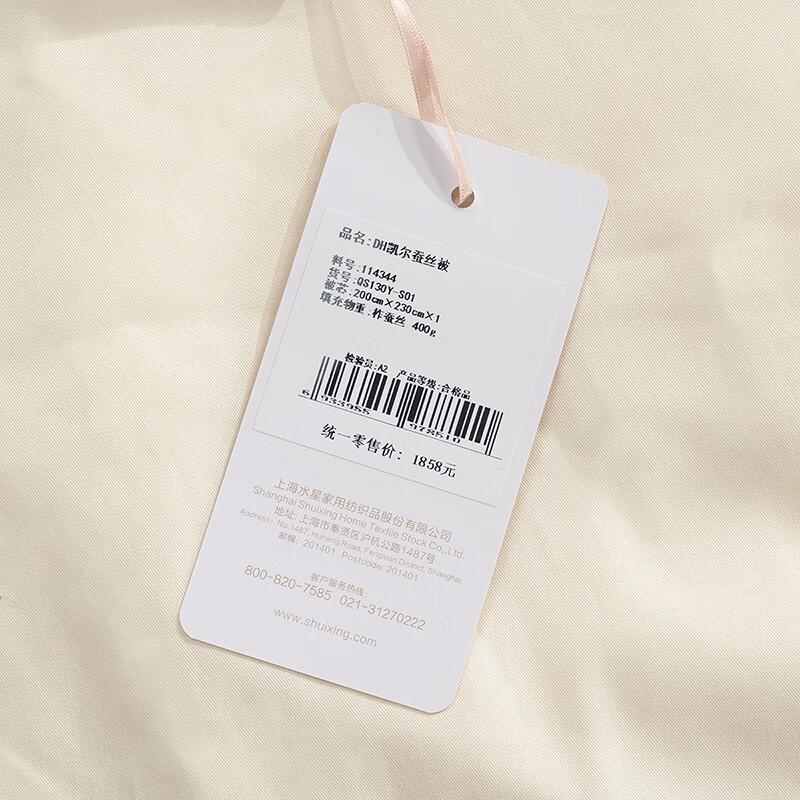 品名:DH凯尔蚕丝被
料号:114344
货号:QS130Y-S01
被芯:200cm×230cm×1
填充物重:柞蚕丝 400g
检验员:A2 产品等级:合格品
6 933955 978510
统一零售价: 1858元
上海水星家用纺织品股份有限公司
Shanghai Shuixing Home Textile Stock Co.,Ltd.
地址:上海市奉贤区沪杭公路1487号
Address: No.1487, Huhang Road, Fengxian District, Shanghai.
邮编: 201401 Postcode: 201401
客户服务热线:
800-820-7585 021-31270222
www.shuixing.com